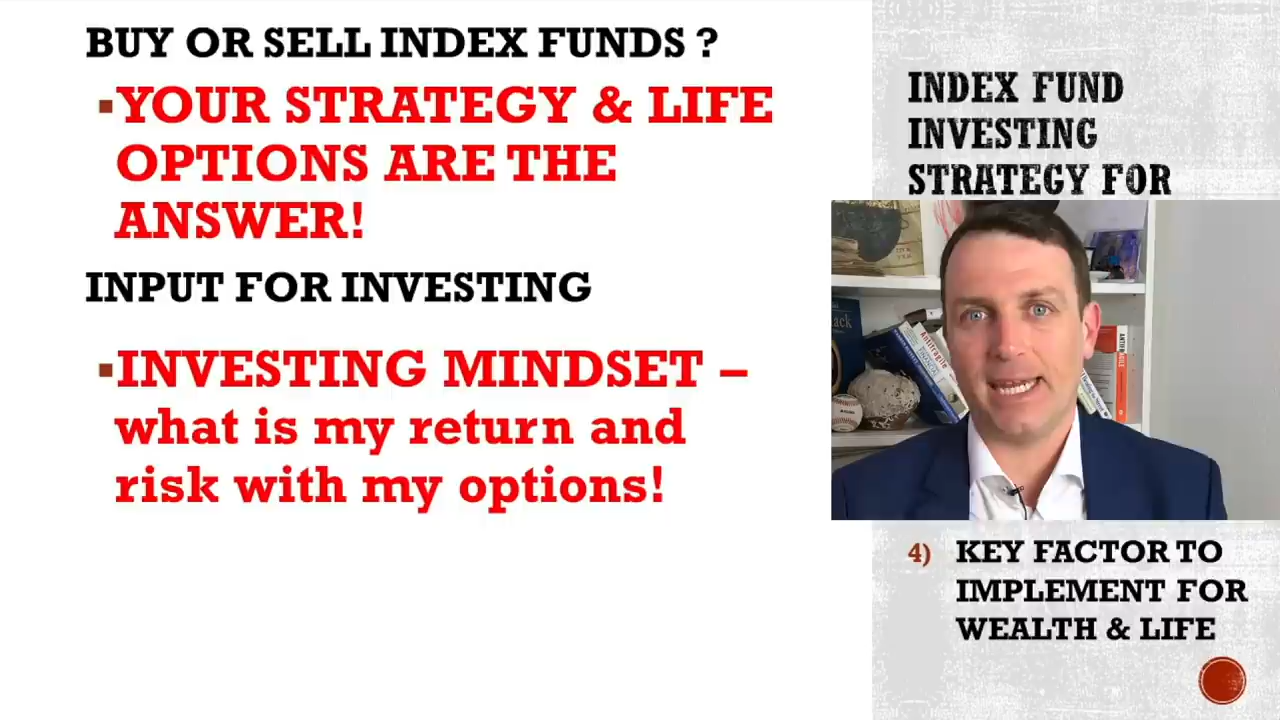 BUY OR SELL INDEX FUNDS ?
▪YOUR STRATEGY & LIFE
OPTIONS ARE THE
ANSWER!
INPUT FOR INVESTING
▪INVESTING MINDSET –
what is my return and
risk with my options!
INDEX FUND
INVESTING
STRATEGY FOR
Antifragile
4) KEY FACTOR TO
IMPLEMENT FOR
WEALTH & LIFE